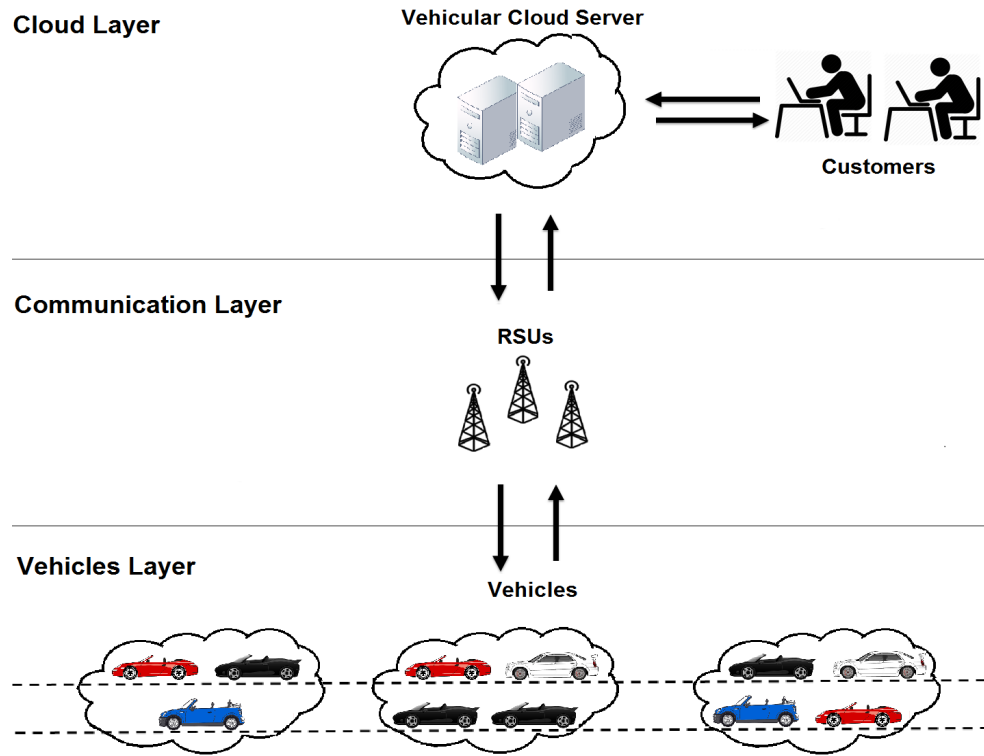 Cloud Layer
Vehicular Cloud Server
Customers
Communication Layer
RSUs
Vehicles Layer
Vehicles